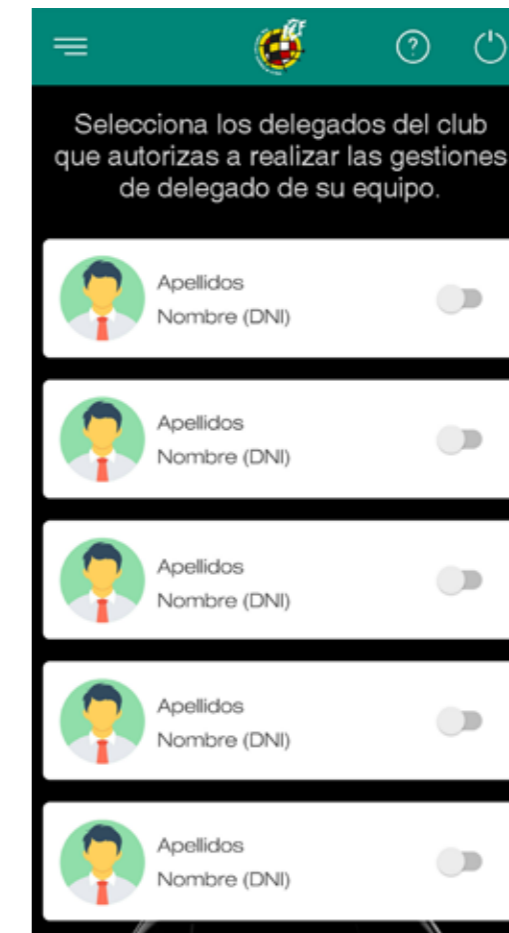 Selecciona los delegados del club
que autorizas a realizar las gestiones
de delegado de su equipo.
Apellidos
Nombre (DNI)
Apellidos
Nombre (DNI)
Apellidos
Nombre (DNI)
Apellidos
Nombre (DNI)
Apellidos
Nombre (DNI)